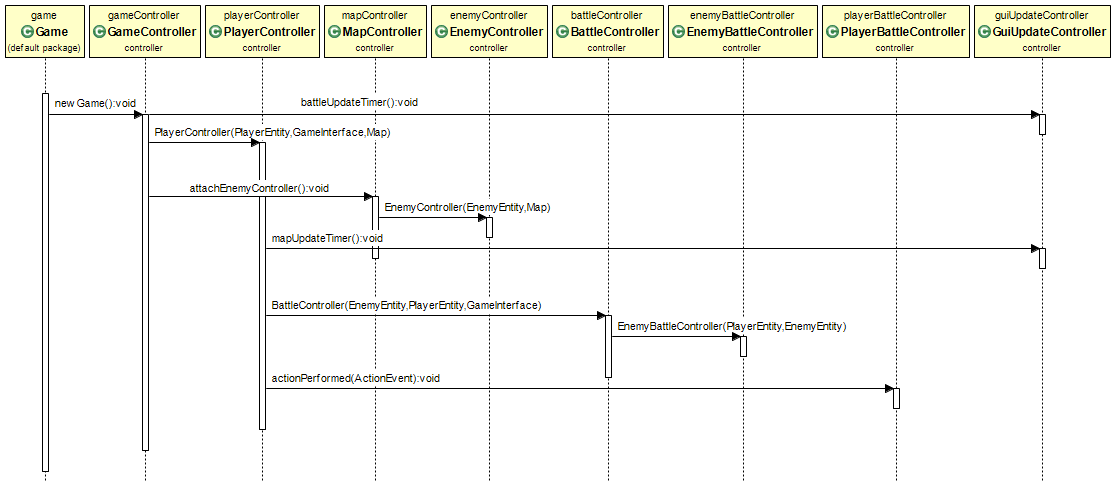 game
Game
(default package)
gameController
GameController
controller
playerController
PlayerController
controller
mapController
MapController
controller
enemyController
EnemyController
controller
battleController
BattleController
controller
enemyBattleController
EnemyBattleController
controller
playerBattleController
PlayerBattleController
controller
guiUpdateController
GuiUpdateController
controller
new Game():void
battleUpdateTimer():void
PlayerController(PlayerEntity,GameInterface,Map)
attachEnemyController():void
EnemyController(EnemyEntity,Map)
mapUpdateTimer():void
BattleController(EnemyEntity,PlayerEntity,GameInterface)
EnemyBattleController(PlayerEntity,EnemyEntity)
actionPerformed(ActionEvent):void